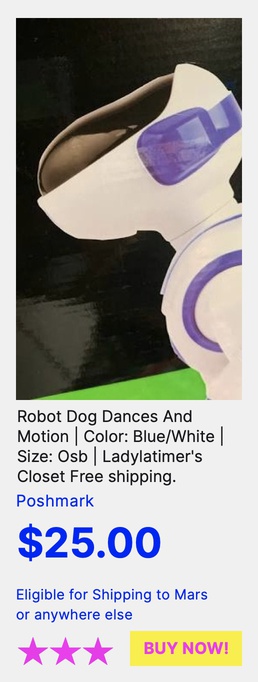 Robot Dog Dances And
Motion | Color: Blue/White |
Size: Osb | Ladylatimer's
Closet Free shipping.
Poshmark
$25.00
Eligible for Shipping to Mars
or anywhere else
BUY NOW!